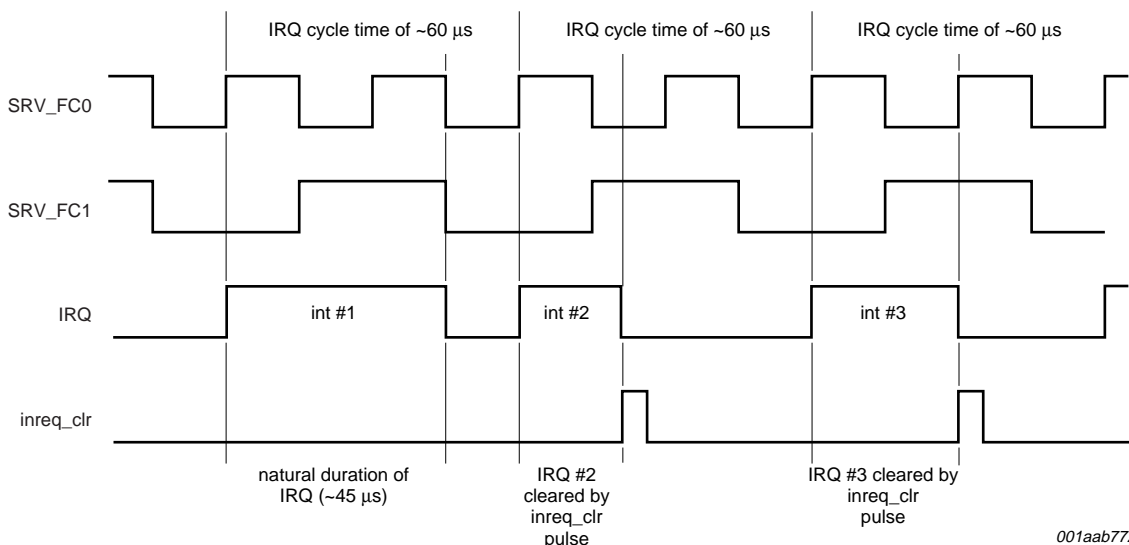 IRQ cycle time of ~60 μs IRQ cycle time of ~60 μs IRQ cycle time of ~60 μs
SRV_FC0
SRV_FC1
IRQ int #1 int #2 int #3
inreq_clr
natural duration of
IRQ (~45 μs)
IRQ #2
cleared by
inreq_clr
pulse
IRQ #3 cleared by
inreq_clr
pulse